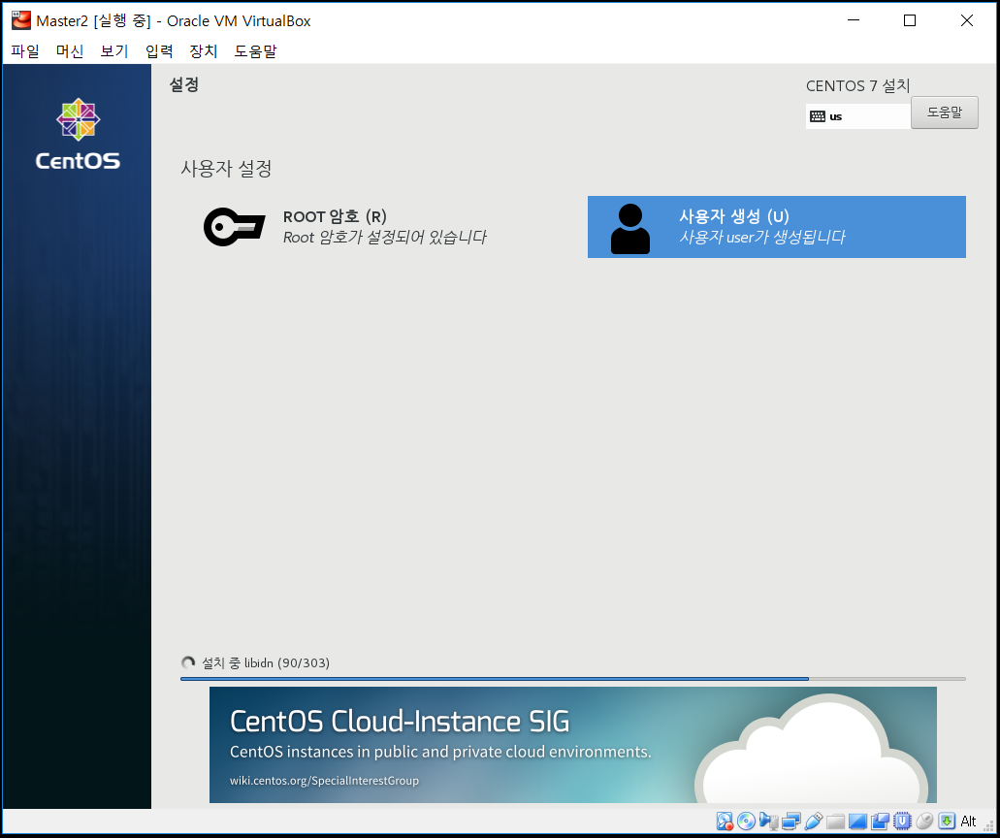 Master2 [실행 중] - Oracle VM VirtualBox
파일 머신 보기 입력 장치 도움말
설정
CENTOS 7 설치
us
도움말
CentOS
사용자 설정
ROOT 암호 (R)
Root 암호가 설정되어 있습니다
사용자 생성 (U)
사용자 user가 생성됩니다
설치 중 libidn (90/303)
CentOS Cloud-Instance SIG
CentOS instances in public and private cloud environments.
wiki.centos.org/SpecialInterestGroup
Alt